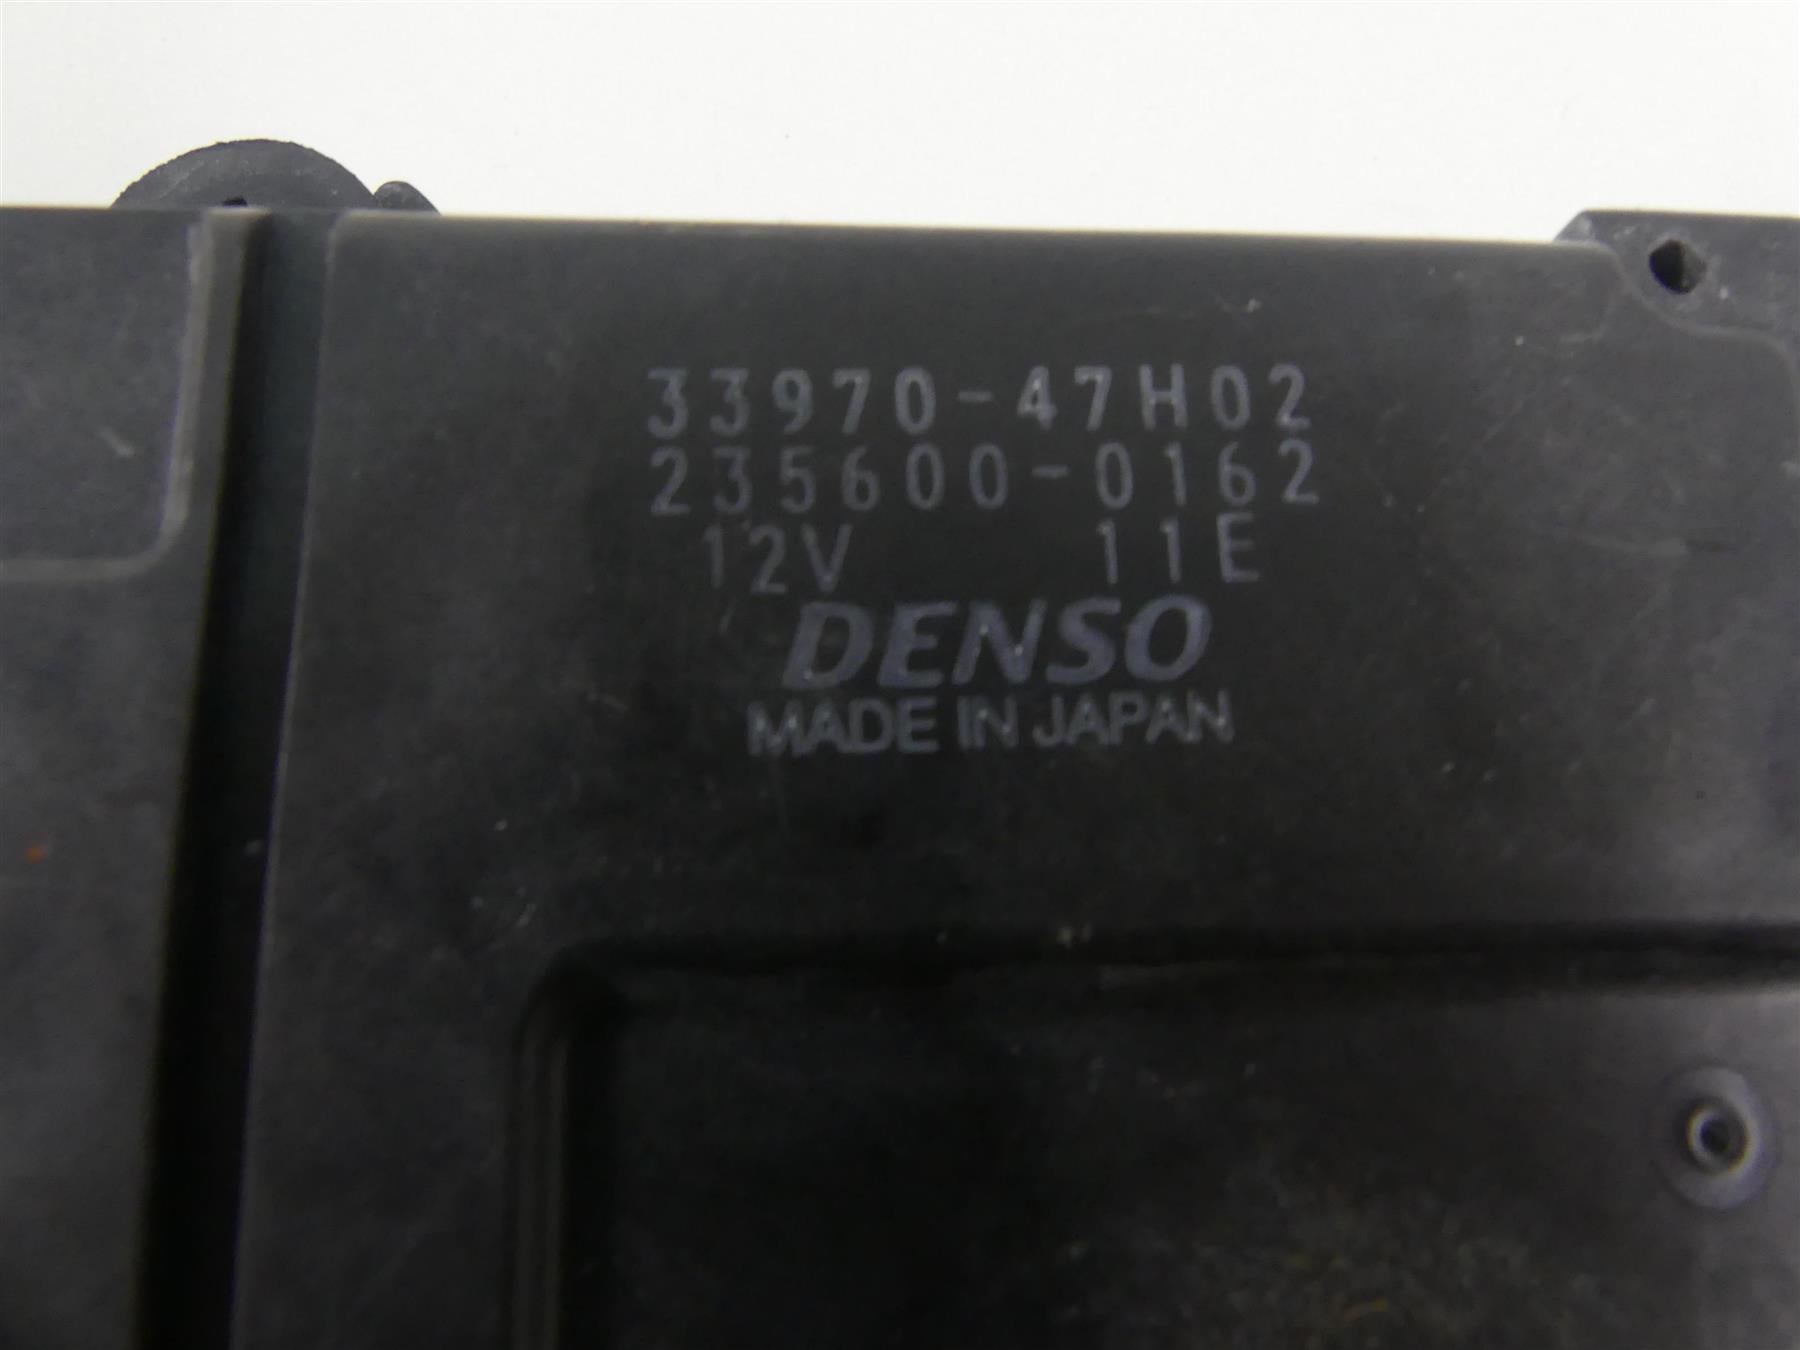 33970-47H02
235600-0162
12V 11E
DENSO
MADE IN JAPAN